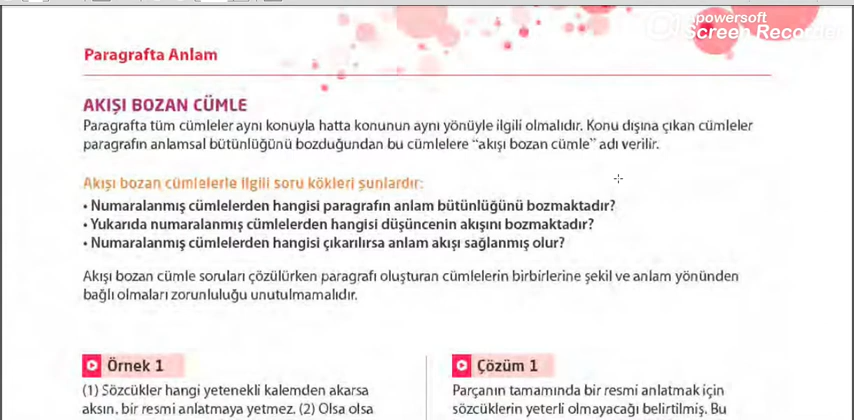 Apowersoft
Screen Recorder
Paragrafta Anlam
AKIŞI BOZAN CÜMLE
Paragrafta tüm cümleler aynı konuyla hatta konunun aynı yönüyle ilgili olmalıdır. Konu dışına çıkan cümleler
paragrafın anlamsal bütünlüğünü bozduğundan bu cümlelere “akışı bozan cümle” adı verilir.
Akışı bozan cümlelerle ilgili soru kökleri şunlardır:
• Numaralanmış cümlelerden hangisi paragrafın anlam bütünlüğünü bozmaktadır?
• Yukarıda numaralanmış cümlelerden hangisi düşüncenin akışını bozmaktadır?
• Numaralanmış cümlelerden hangisi çıkarılırsa anlam akışı sağlanmış olur?
Akışı bozan cümle soruları çözülürken paragrafı oluşturan cümlelerin birbirlerine şekil ve anlam yönünden
bağlı olmaları zorunluluğu unutulmamalıdır.
Örnek 1
(1) Sözcükler hangi yetenekli kalemden akarsa
aksın, bir resmi anlatmaya yetmez. (2) Olsa olsa
Çözüm 1
Parçanın tamamında bir resmi anlatmak için
sözcüklerin yeterli olmayacağı belirtilmiş. Bu